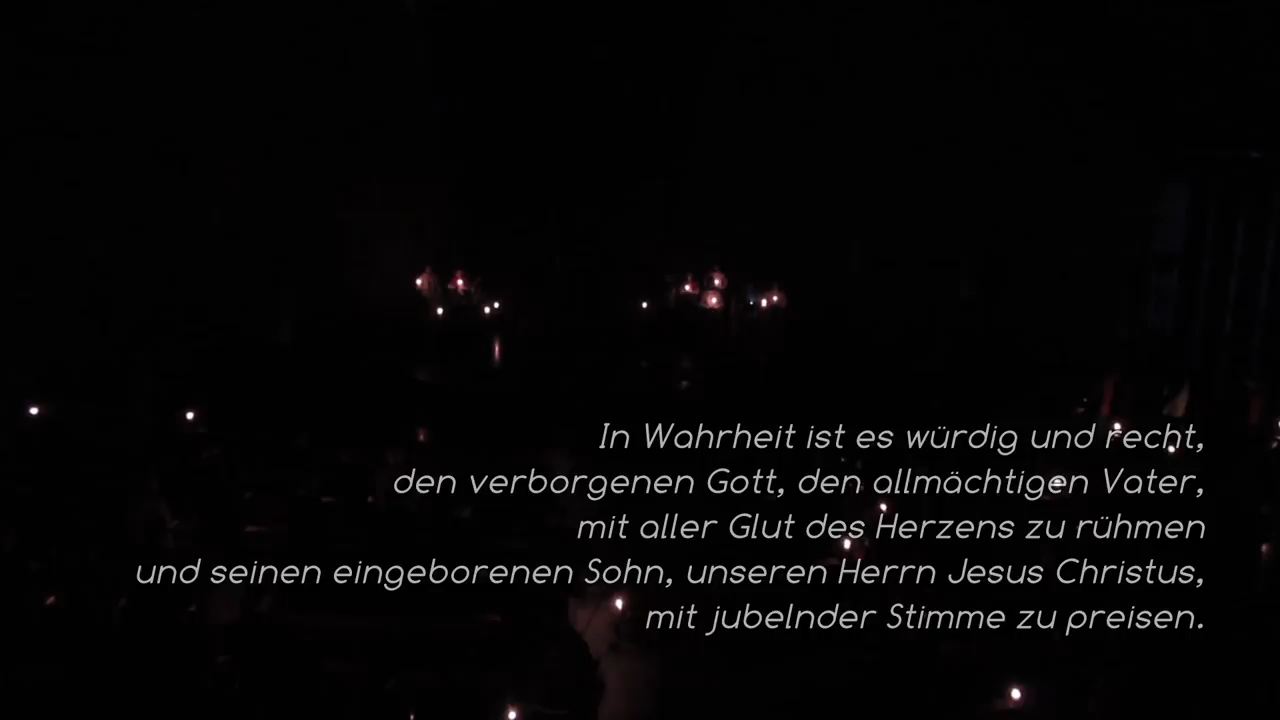 In Wahrheit ist es würdig und recht,
den verborgenen Gott, den allmächtigen Vater,
mit aller Glut des Herzens zu rühmen
und seinen eingeborenen Sohn, unseren Herrn Jesus Christus,
mit jubelnder Stimme zu preisen.